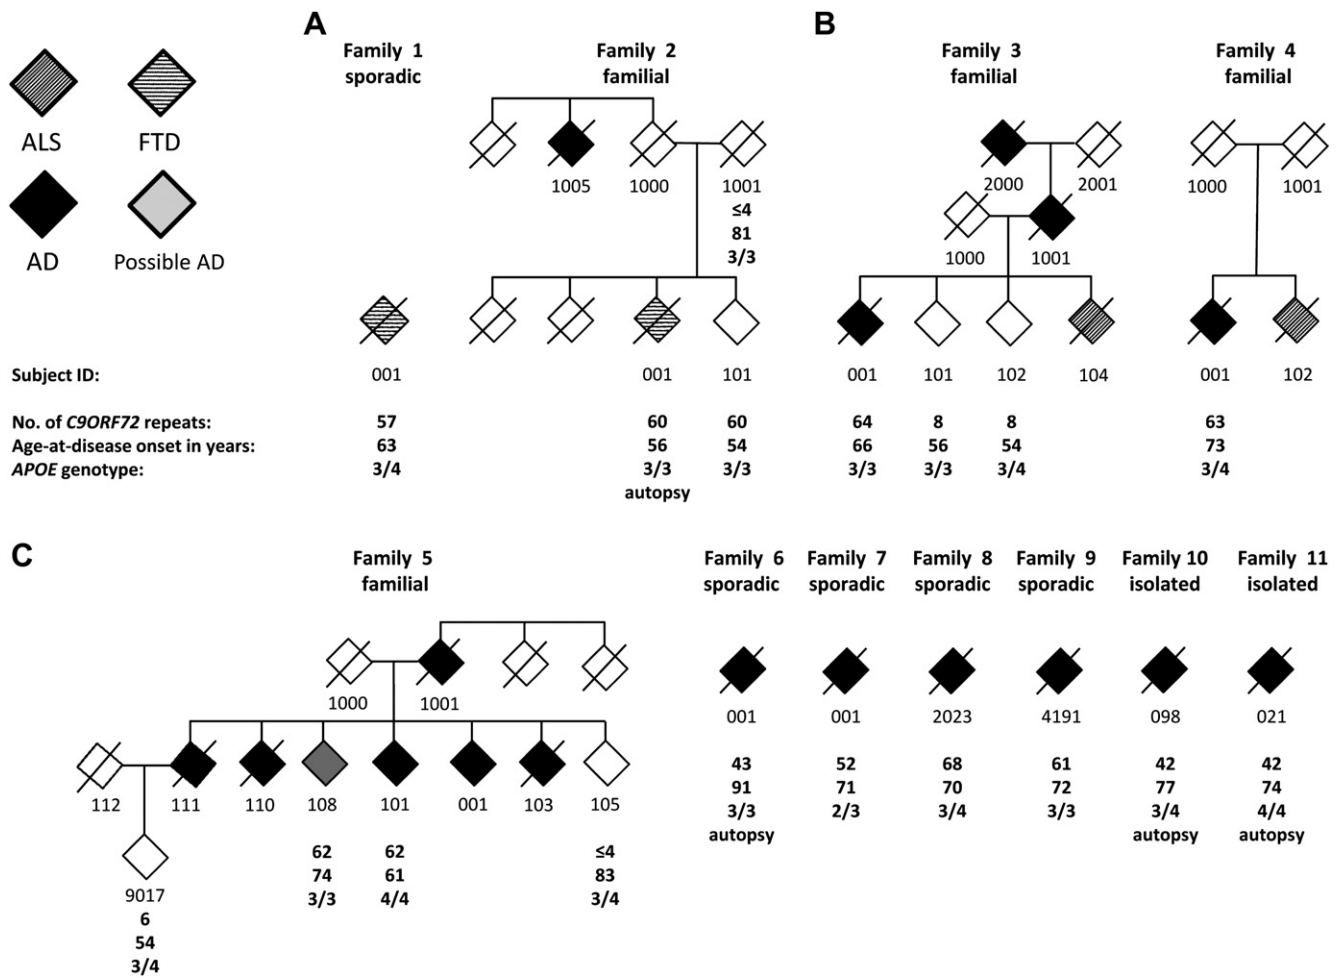 A
B
Family 1
sporadic
Family 2
familial
Family 3
familial
Family 4
familial
ALS
FTD
AD
Possible AD
1005
1000
1001
≤4
81
3/3
2000
2001
1000
1001
1000
1001
Subject ID:
001
001
101
001
101
102
104
001
102
No. of C9ORF72 repeats:
57
60
60
64
8
8
63
Age-at-disease onset in years:
63
56
54
66
56
54
73
APOE genotype:
3/4
3/3
3/3
3/3
3/3
3/4
3/4
autopsy
C
Family 5
familial
Family 6
sporadic
Family 7
sporadic
Family 8
sporadic
Family 9
sporadic
Family 10
isolated
Family 11
isolated
1000
1001
112
111
110
108
101
001
103
105
62
74
3/3
62
61
4/4
≤4
83
3/4
9017
6
54
3/4
001
43
91
3/3
autopsy
001
52
71
2/3
2023
68
70
3/4
4191
61
72
3/3
098
42
77
3/4
autopsy
021
42
74
4/4
autopsy